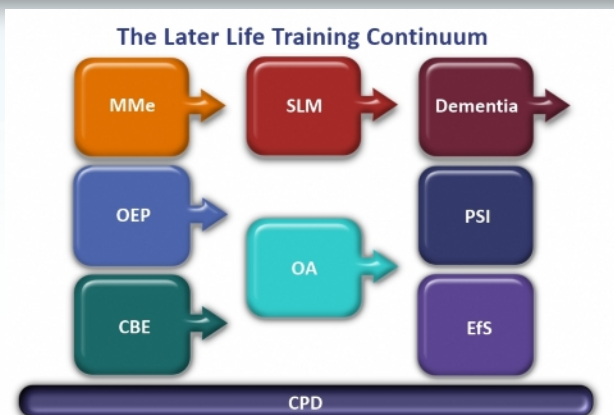 The Later Life Training Continuum
MMe
SLM
Dementia
OEP
PSI
OA
CBE
EfS
CPD